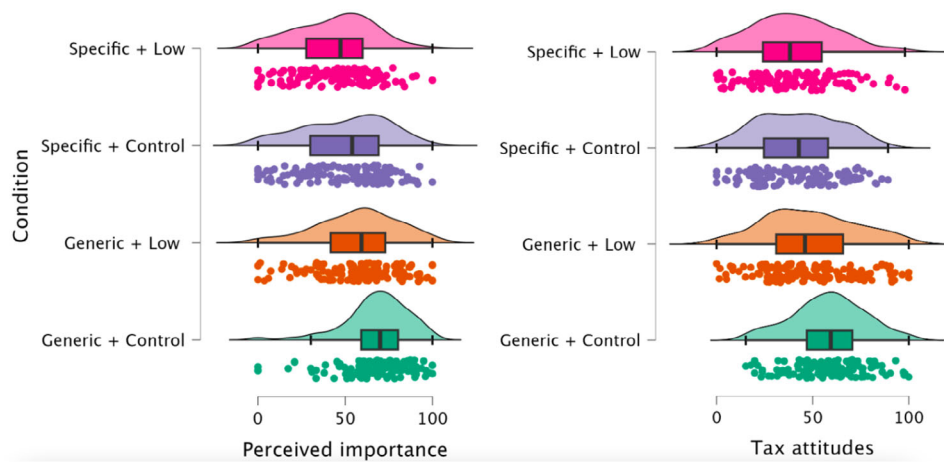 Condition
Specific + Low
Specific + Control
Generic + Low
Generic + Control
0 50 100
Perceived importance
Specific + Low
Specific + Control
Generic + Low
Generic + Control
0 50 100
Tax attitudes